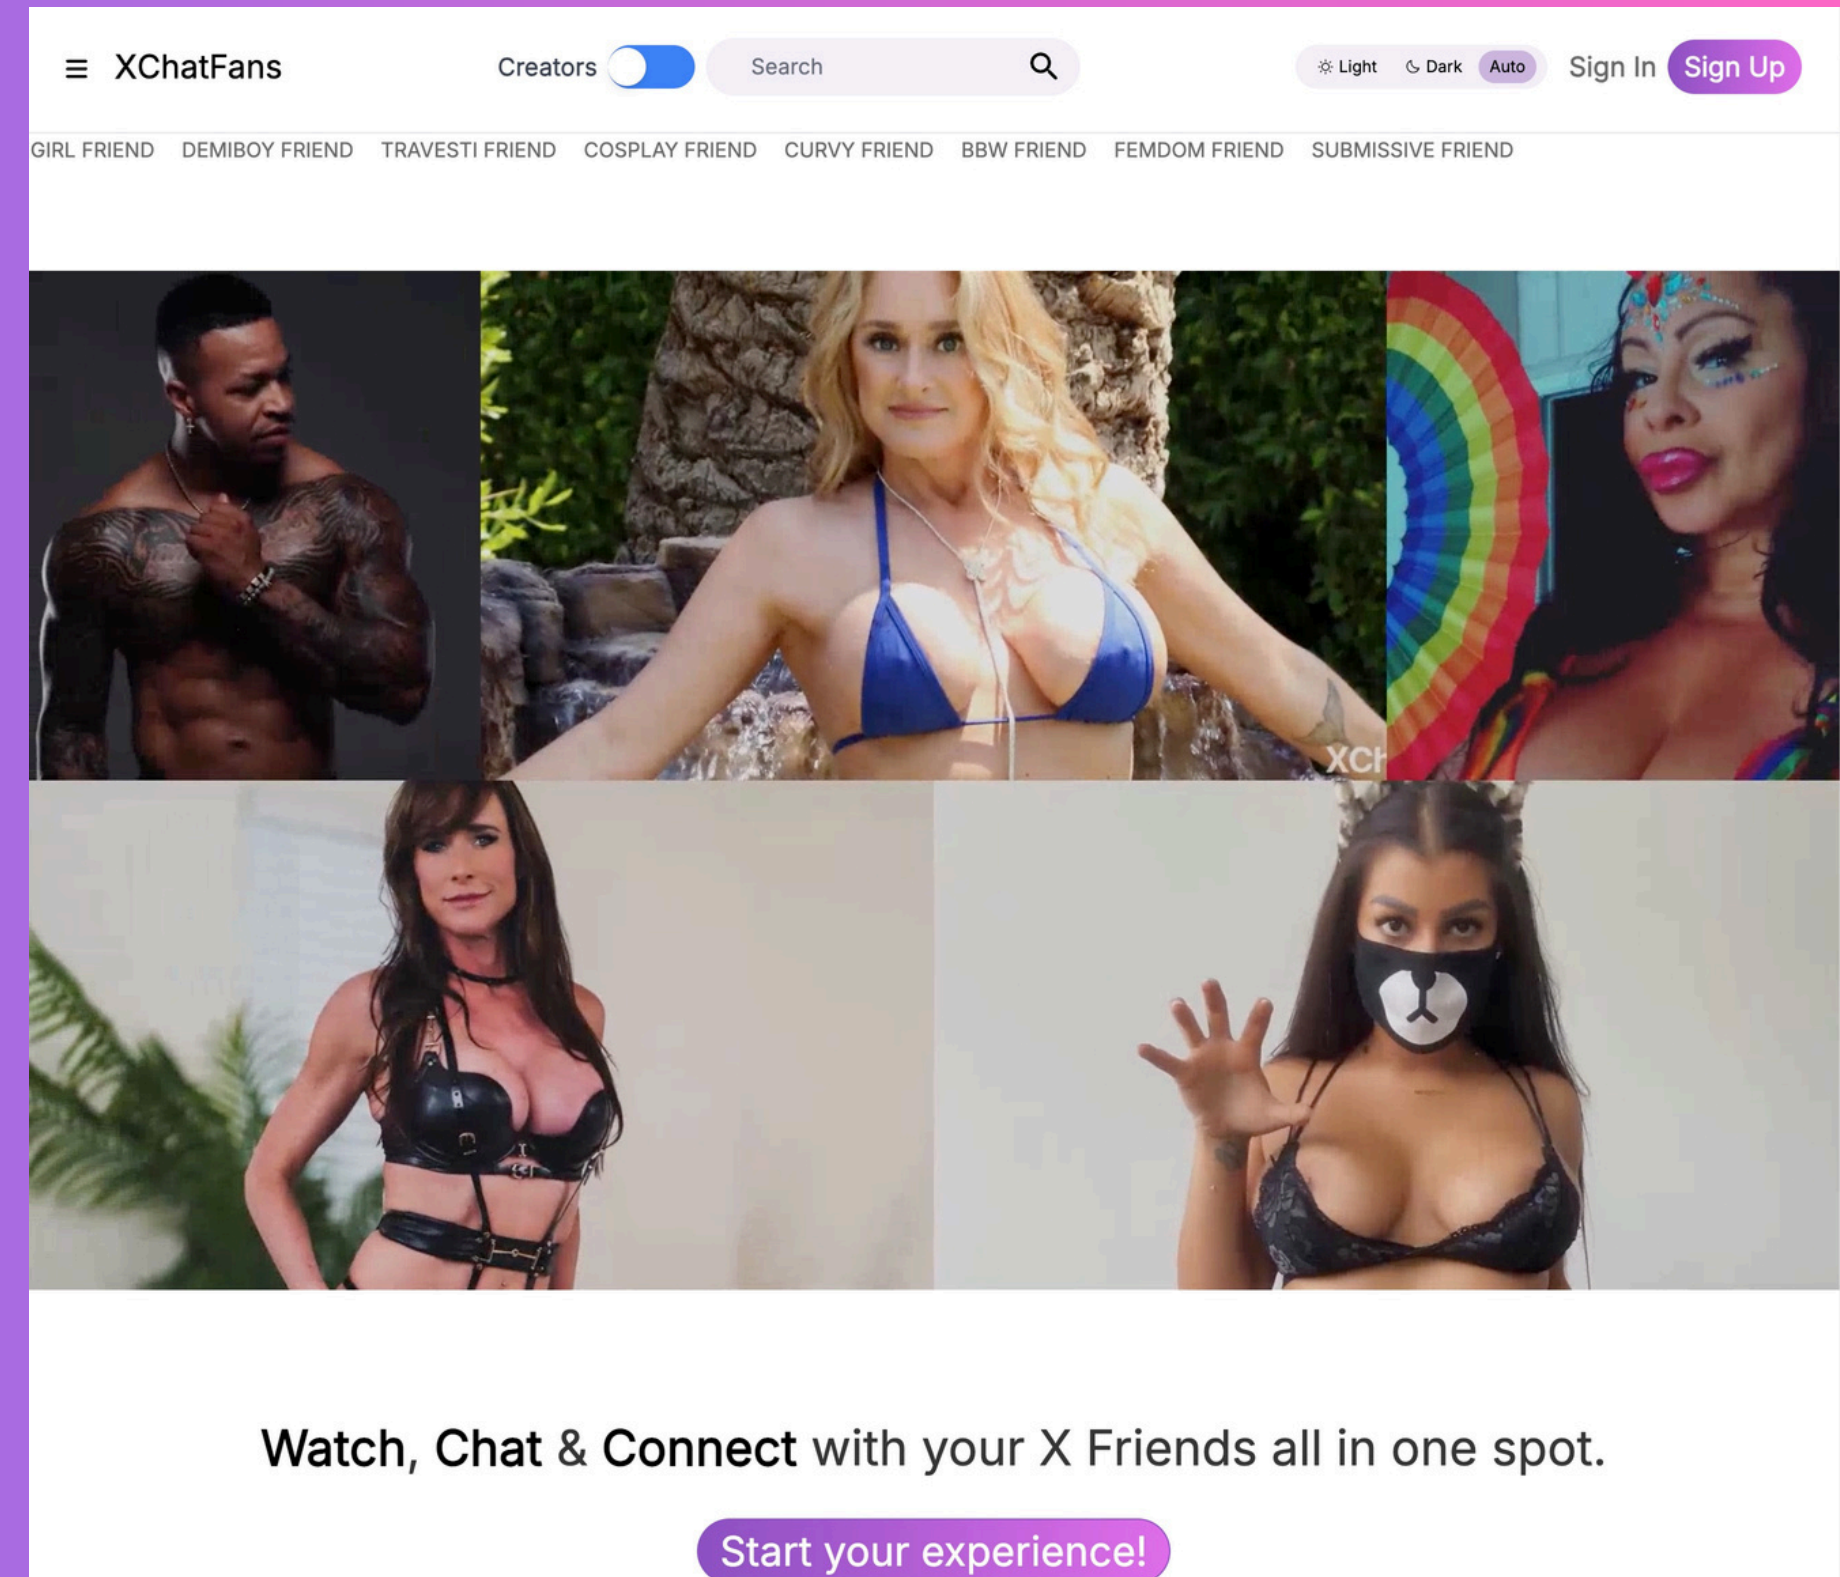 XChatFans
Creators
Search
Light
Dark
Auto
Sign In
Sign Up
GIRL FRIEND DEMIBOY FRIEND TRAVESTI FRIEND COSPLAY FRIEND CURVY FRIEND BBW FRIEND FEMDOM FRIEND SUBMISSIVE FRIEND
XCH
Watch, Chat & Connect with your X Friends all in one spot.
Start your experience!